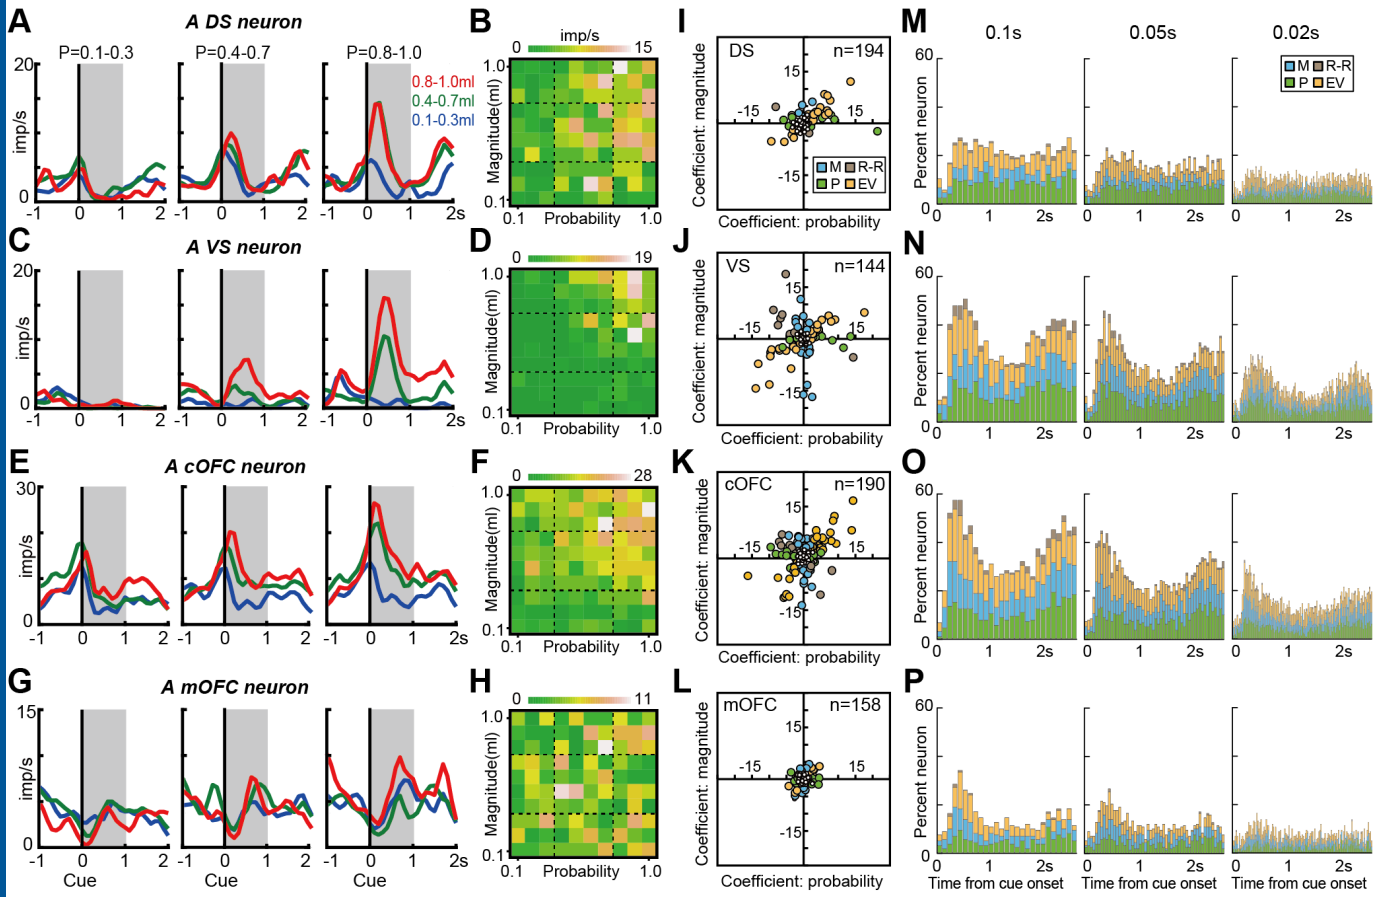 A
A DS neuron
P=0.1-0.3
P=0.4-0.7
P=0.8-1.0
0.8-1.0ml
0.4-0.7ml
0.1-0.3ml
20
imp/s
0
-1 0 1 2
-1 0 1 2
-1 0 1 2s
B
imp/s
0 15
1.0
Magnitude(ml)
0.1
0.1 Probability 1.0
I
DS n=194
15
-15 15
-15
M R-R
P EV
Coefficient: magnitude
Coefficient: probability
M
0.1s 0.05s 0.02s
M R-R
P EV
60
Percent neuron
0
0 1 2s
0 1 2s
0 1 2s
C
A VS neuron
20
imp/s
0
-1 0 1 2
-1 0 1 2
-1 0 1 2s
D
0 19
1.0
Magnitude(ml)
0.1
0.1 Probability 1.0
J
VS n=144
15
-15 15
-15
Coefficient: magnitude
Coefficient: probability
N
60
Percent neuron
0
0 1 2s
0 1 2s
0 1 2s
E
A cOFC neuron
30
imp/s
0
-1 0 1 2
-1 0 1 2
-1 0 1 2s
F
0 28
1.0
Magnitude(ml)
0.1
0.1 Probability 1.0
K
cOFC n=190
15
-15 15
-15
Coefficient: magnitude
Coefficient: probability
O
60
Percent neuron
0
0 1 2s
0 1 2s
0 1 2s
G
A mOFC neuron
15
imp/s
0
-1 0 1 2
-1 0 1 2
-1 0 1 2s
Cue
Cue
Cue
H
0 11
1.0
Magnitude(ml)
0.1
0.1 Probability 1.0
L
mOFC n=158
15
-15 15
-15
Coefficient: magnitude
Coefficient: probability
P
60
Percent neuron
0
0 1 2s
0 1 2s
0 1 2s
Time from cue onset
Time from cue onset
Time from cue onset